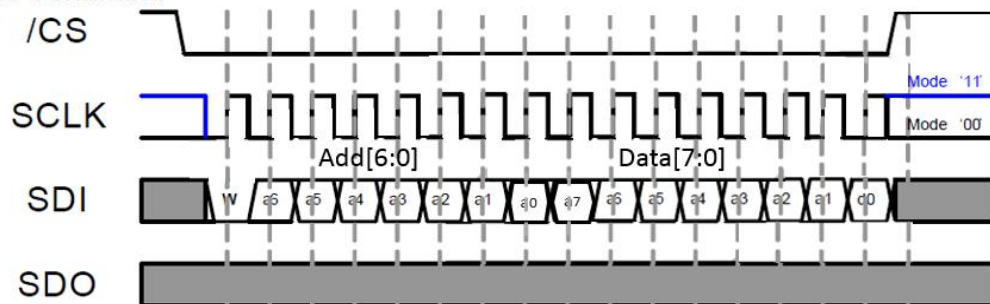 /CS
SCLK
Mode '11'
Mode '00'
Add[6:0]
Data[7:0]
SDI
W a6 a5 a4 a3 a2 a1 a0 a7 a6 a5 a4 a3 a2 a1 d0
SDO